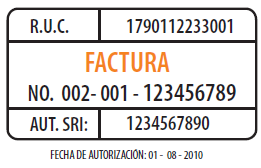 R.U.C. 1790112233001
FACTURA
NO. 002- 001 - 123456789
AUT. SRI: 1234567890
FECHA DE AUTORIZACIÓN: 01 - 08 - 2010